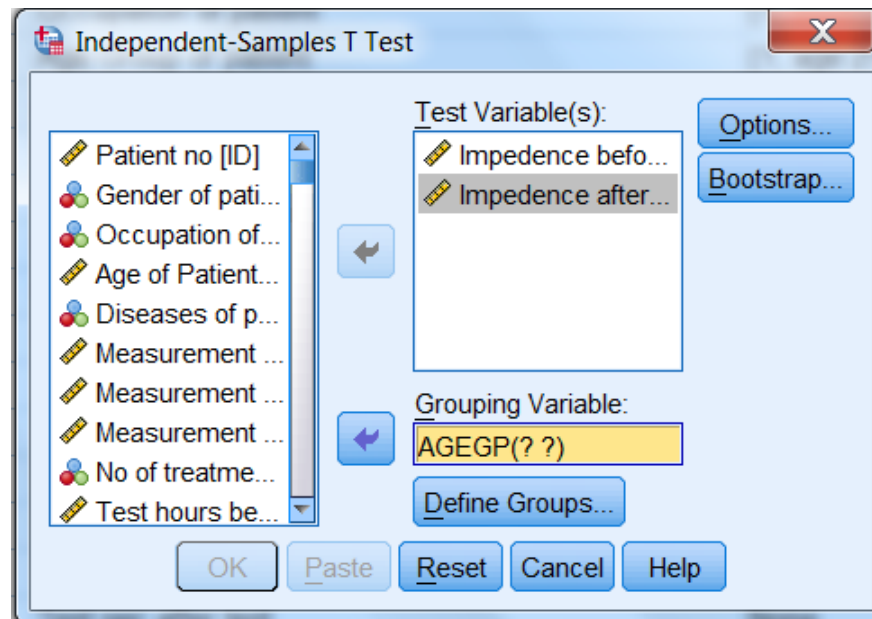 Independent-Samples T Test
Patient no [ID]
Gender of pati...
Occupation of...
Age of Patient...
Diseases of p...
Measurement ...
Measurement ...
Measurement ...
No of treatme...
Test hours be...
Test Variable(s):
Impedence befo...
Impedence after...
Grouping Variable:
AGEGP(? ?)
Define Groups...
Options...
Bootstrap...
OK Paste Reset Cancel Help